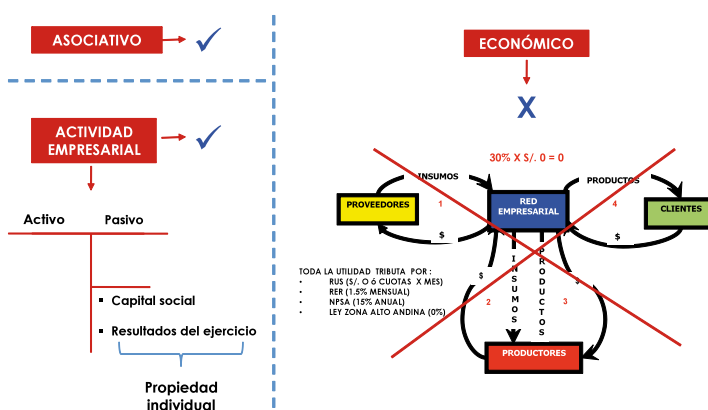 ASOCIATIVO
ACTIVIDAD
EMPRESARIAL
Activo
Pasivo
▪ Capital social
▪ Resultados del ejercicio
Propiedad
individual
ECONÓMICO
X
30% X S/. 0 = 0
INSUMOS
PRODUCTOS
PROVEEDORES
1
RED
EMPRESARIAL
4
CLIENTES
$
$
TODA LA UTILIDAD TRIBUTA POR :
• RUS (S/. O ó CUOTAS X MES)
• RER (1.5% MENSUAL)
• NPSA (15% ANUAL)
• LEY ZONA ALTO ANDINA (0%)
$
2
INSUMOS
PRODUCTOS
$
3
PRODUCTORES